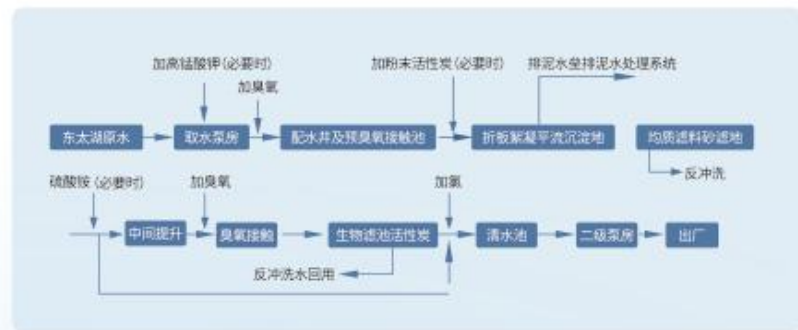 加高锰酸钾(必要时)
加臭氧
加粉末活性炭(必要时)
排泥水垒排泥水处理系统
东太湖原水
取水泵房
配水井及预臭氧接触池
折板絮凝平流沉淀地
均质滤料砂滤地
反冲洗
硫酸铵(必要时)
加臭氧
加氯
中间提升
臭氧接触
生物滤池活性炭
清水池
二级泵房
出厂
反冲洗水回用